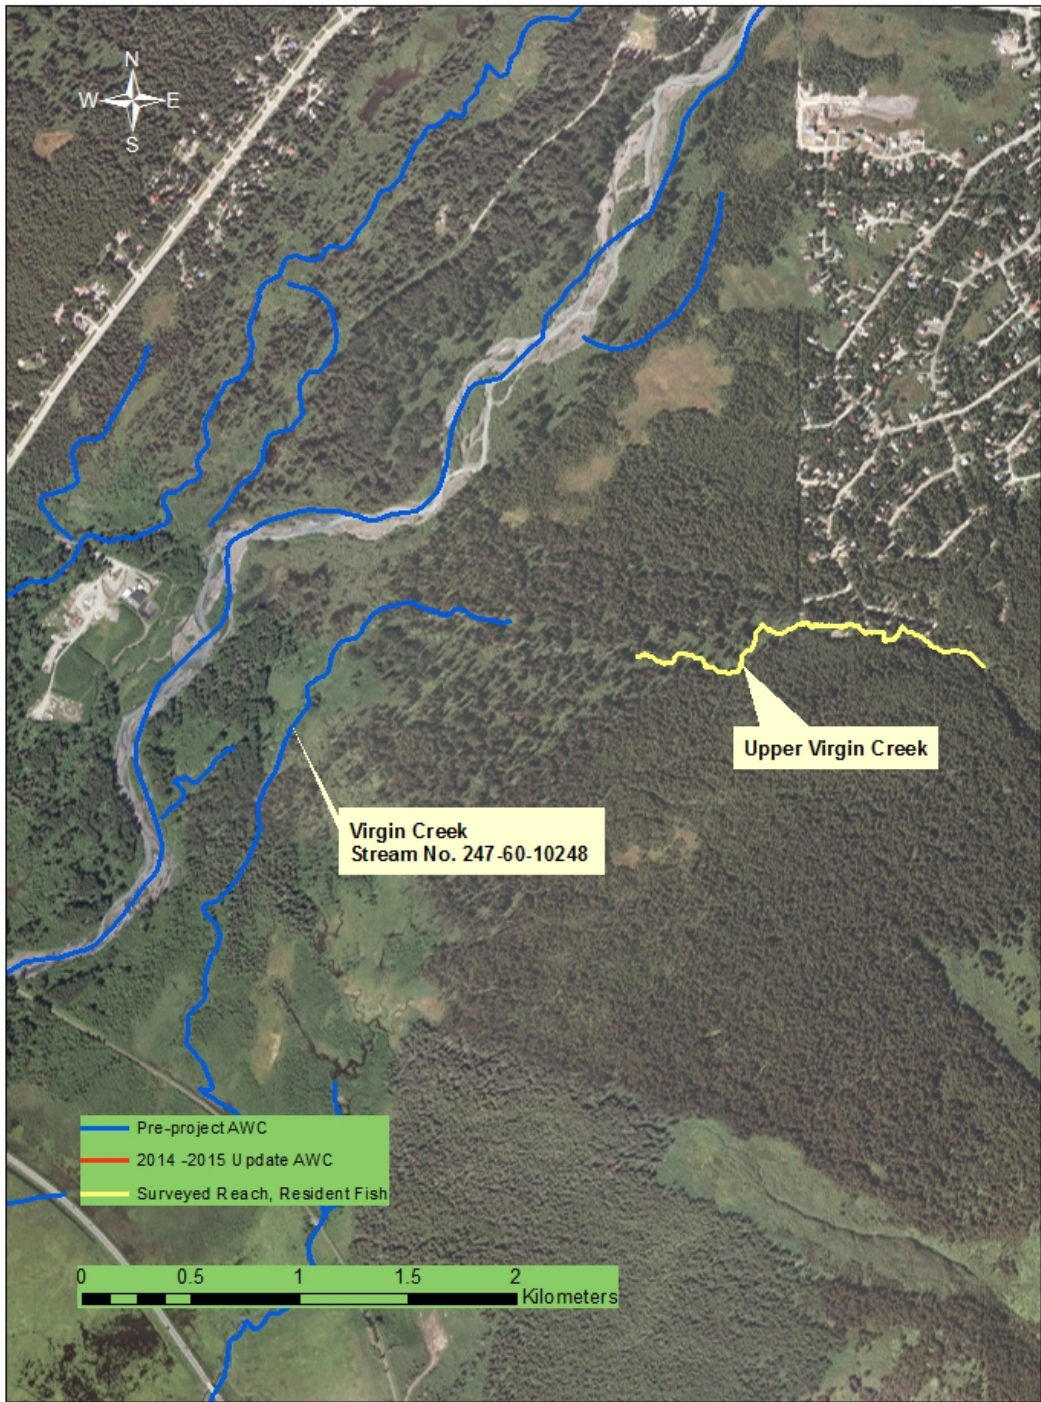 N
W E
S
Upper Virgin Creek
Virgin Creek
Stream No. 247-60-10248
Pre-project AWC
2014 -2015 Update AWC
Surveyed Reach, Resident Fish
0 0.5 1 1.5 2
Kilometers